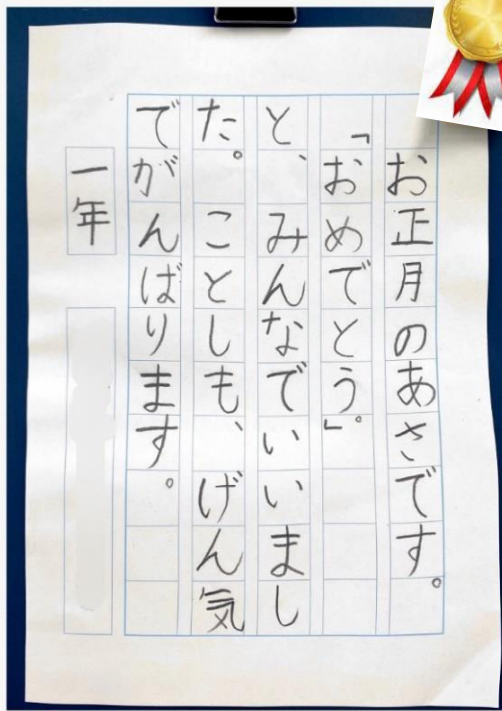 お正月のあさです。
「おめでとう」。
と、みんなでいいまし
た。ことしも、げん気
でがんばります。
一年